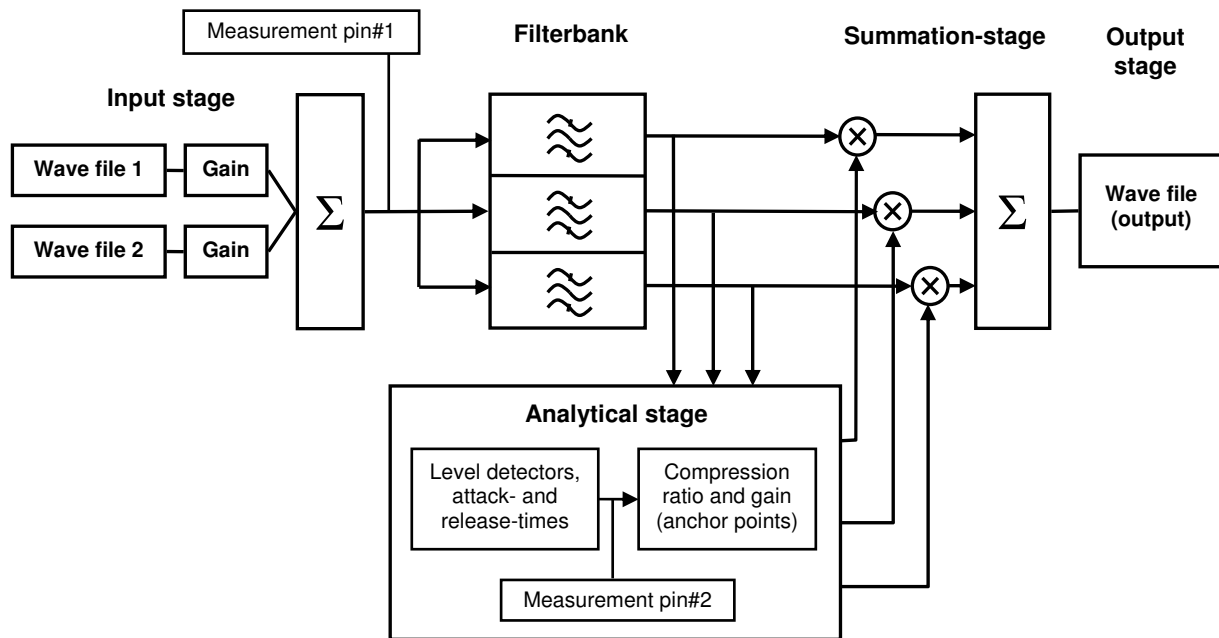 Measurement pin#1
Filterbank
Summation-stage
Output
stage
Input stage
Wave file 1
Gain
Wave file 2
Gain
Σ
Σ
Wave file
(output)
Analytical stage
Level detectors,
attack- and
release-times
Compression
ratio and gain
(anchor points)
Measurement pin#2